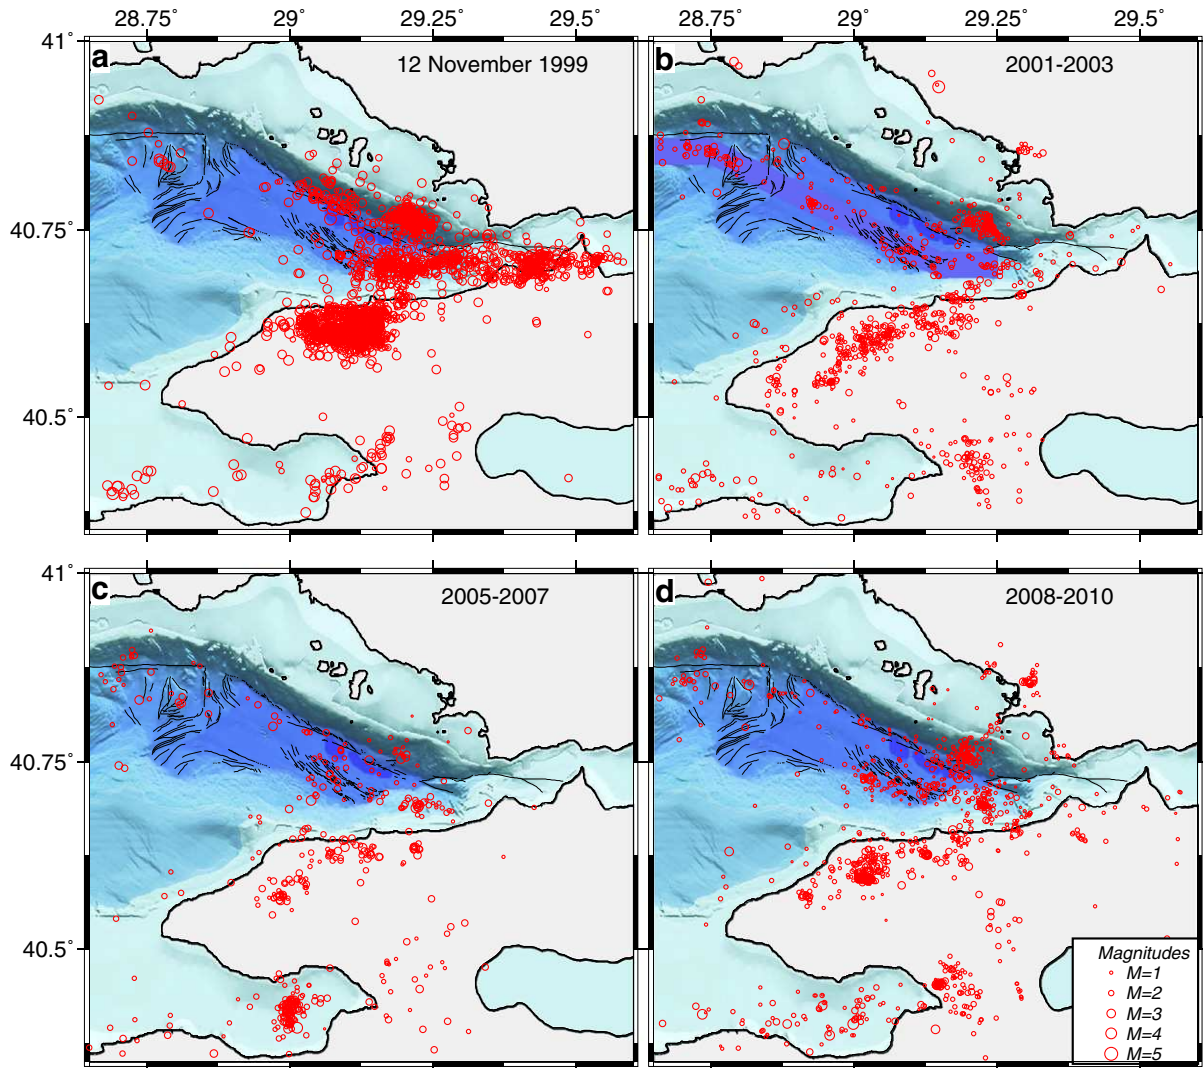 28.75° 29° 29.25° 29.5° 28.75° 29° 29.25° 29.5°
41°
a 12 November 1999
b 2001-2003
40.75°
40.5°
41°
c 2005-2007
d 2008-2010
40.75°
40.5°
Magnitudes
M=1
M=2
M=3
M=4
M=5